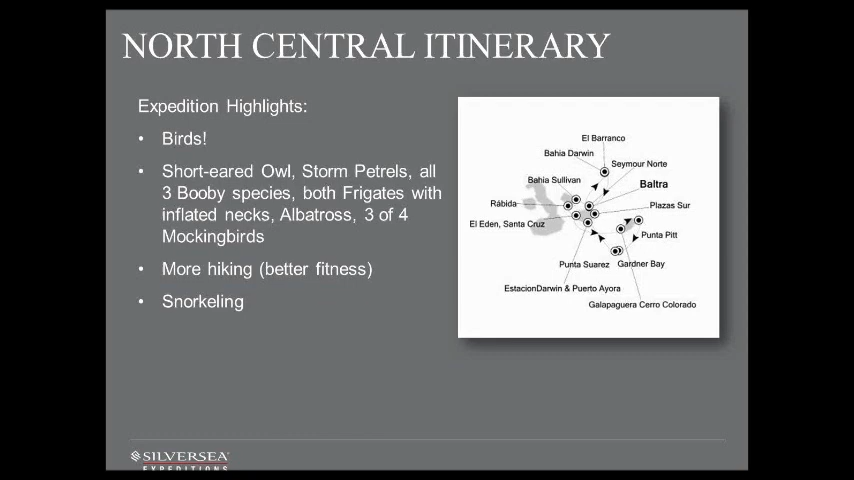 NORTH CENTRAL ITINERARY
Expedition Highlights:
• Birds!
• Short-eared Owl, Storm Petrels, all
3 Booby species, both Frigates with
inflated necks, Albatross, 3 of 4
Mockingbirds
• More hiking (better fitness)
• Snorkeling
El Barranco
Bahia Darwin
Seymour Norte
Bahia Sullivan
Baltra
Rábida
Plazas Sur
El Eden, Santa Cruz
Punta Pitt
Punta Suarez
Gardner Bay
EstacionDarwin & Puerto Ayora
Galapaguera Cerro Colorado
SILVERSEA
EXPEDITIONS